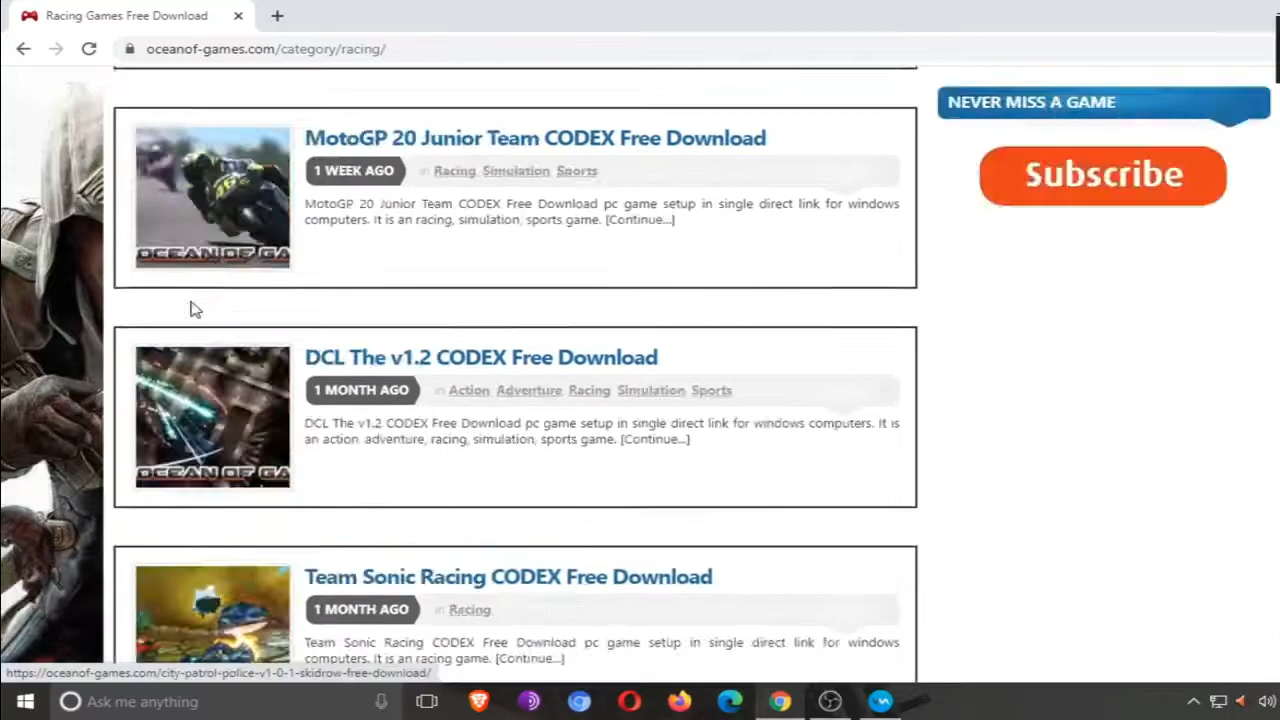 Racing Games Free Download
oceanof-games.com/category/racing/
NEVER MISS A GAME
Subscribe
MotoGP 20 Junior Team CODEX Free Download
1 WEEK AGO in Racing Simulation Sports
MotoGP 20 Junior Team CODEX Free Download pc game setup in single direct link for windows
computers. It is an racing, simulation, sports game. [Continue...]
OCEAN OF GA
DCL The v1.2 CODEX Free Download
1 MONTH AGO in Action Adventure Racing Simulation Sports
DCL The v1.2 CODEX Free Download pc game setup in single direct link for windows computers. It is
an action, adventure, racing, simulation, sports game. [Continue...]
OCEAN OF GA
Team Sonic Racing CODEX Free Download
1 MONTH AGO in Racing
Team Sonic Racing CODEX Free Download pc game setup in single direct link for windows
computers. It is an racing game. [Continue...]
https://oceanof-games.com/city-patrol-police-v1-0-1-skidrow-free-download/
Ask me anything